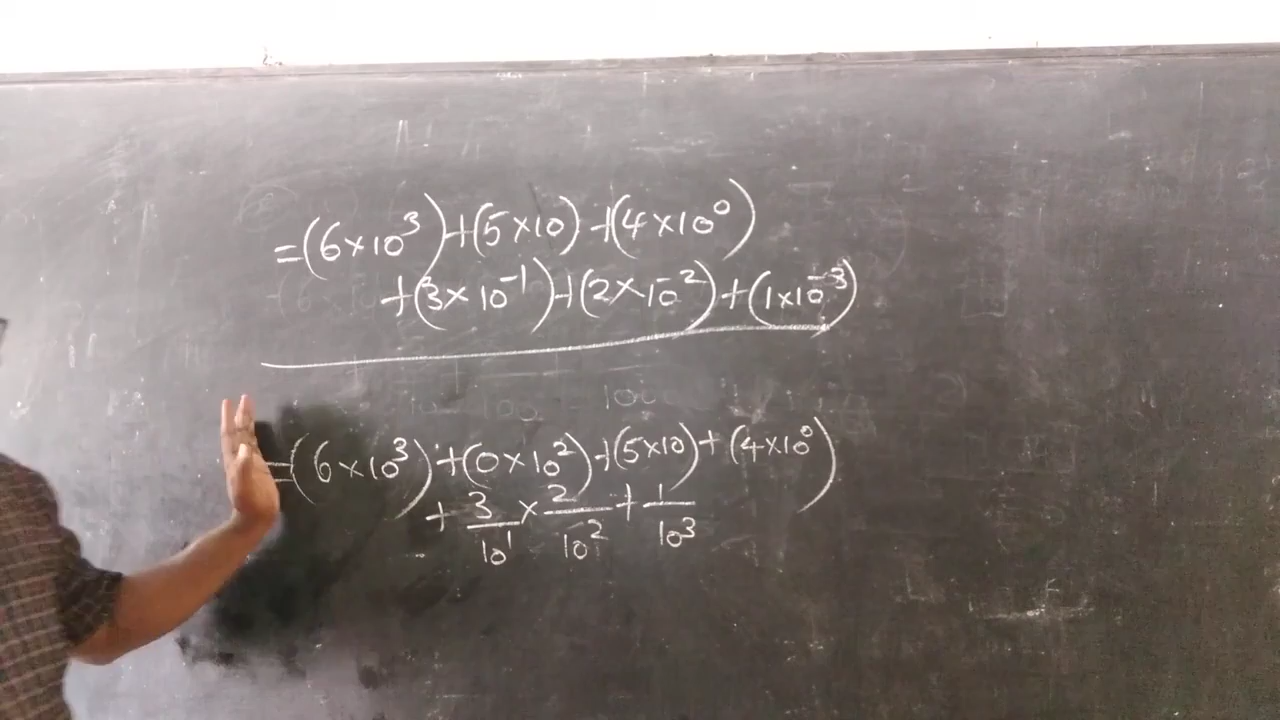 =(6×10³)+(5×10)+(4×10⁰)
+(3×10⁻¹)+(2×10⁻²)+(1×10⁻³)
=(6×10³)+(0×10²)+(5×10)+(4×10⁰)
+ 3/10¹ × 2/10² + 1/10³